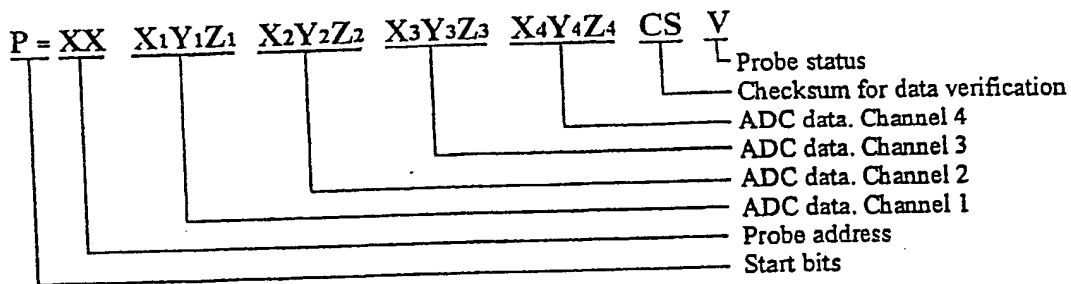 P = XX X1Y1Z1 X2Y2Z2 X3Y3Z3 X4Y4Z4 CS V
Probe status
Checksum for data verification
ADC data. Channel 4
ADC data. Channel 3
ADC data. Channel 2
ADC data. Channel 1
Probe address
Start bits